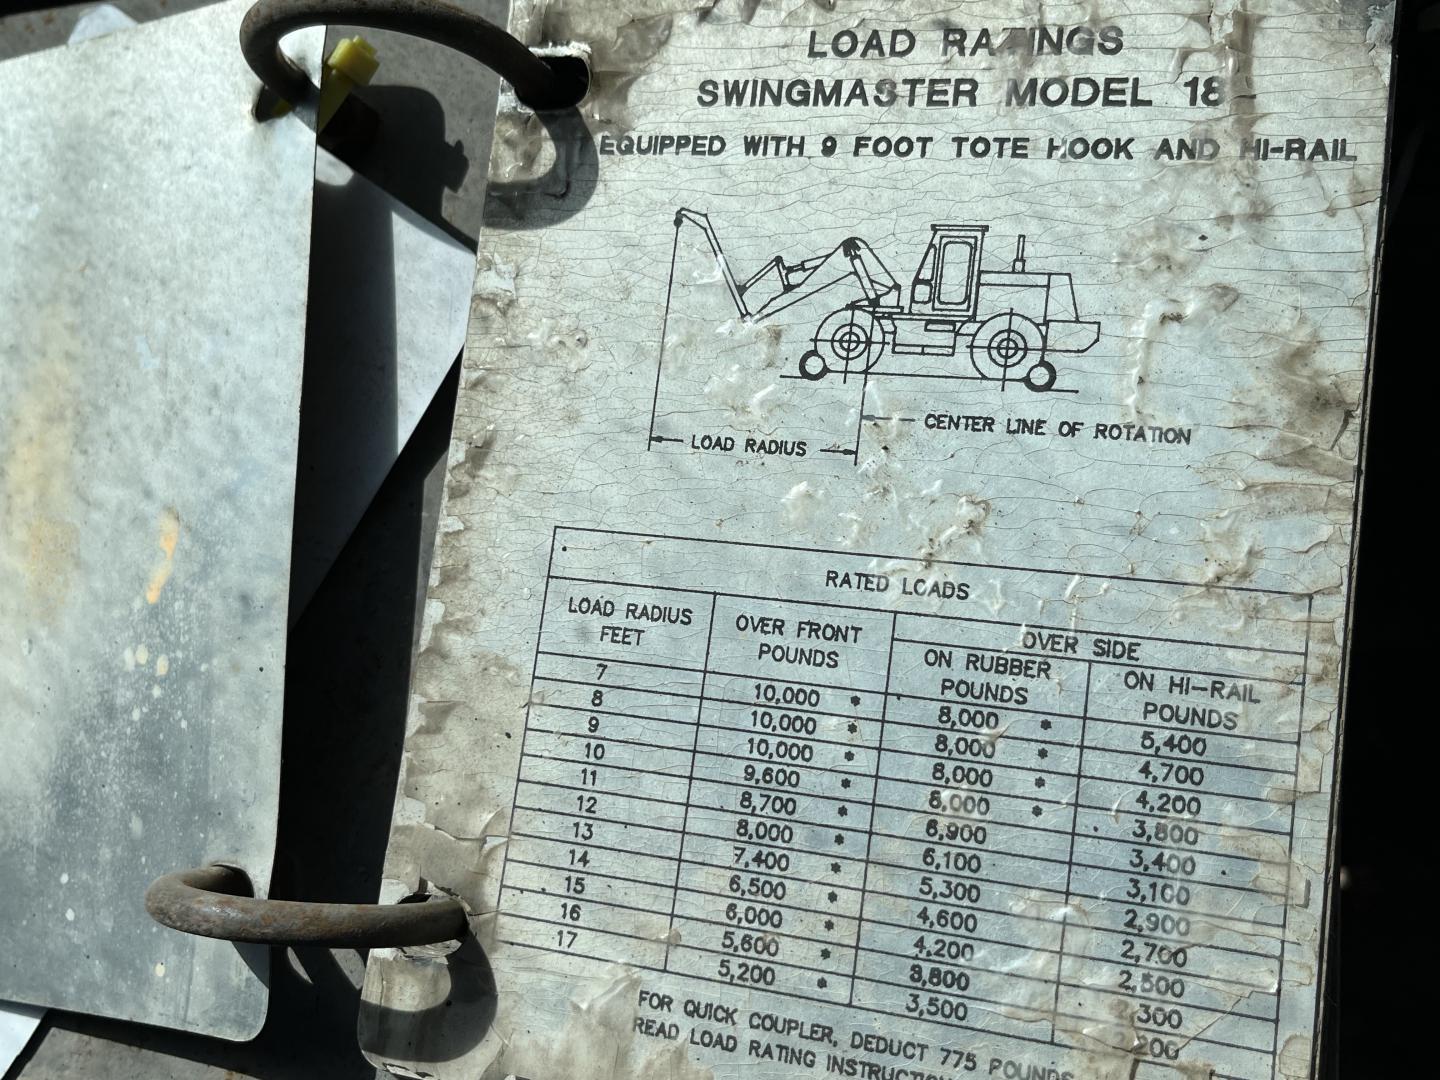 LOAD RATINGS
SWINGMASTER MODEL 18
EQUIPPED WITH 9 FOOT TOTE HOOK AND HI-RAIL
CENTER LINE OF ROTATION
LOAD RADIUS
RATED LOADS
LOAD RADIUS FEET
OVER FRONT POUNDS
OVER SIDE
ON RUBBER POUNDS
ON HI-RAIL POUNDS
7 10,000 * 8,000 * 5,400
8 10,000 * 8,000 * 4,700
9 10,000 * 8,000 * 4,200
10 9,600 * 8,000 * 3,800
11 8,700 * 6,900 3,400
12 8,000 * 6,100 3,100
13 7,400 * 5,300 2,900
14 6,500 * 4,600 2,700
15 6,000 4,200 2,500
16 5,600 * 3,800 2,300
17 5,200 * 3,500 2,200
FOR QUICK COUPLER, DEDUCT 775 POUNDS
READ LOAD RATING